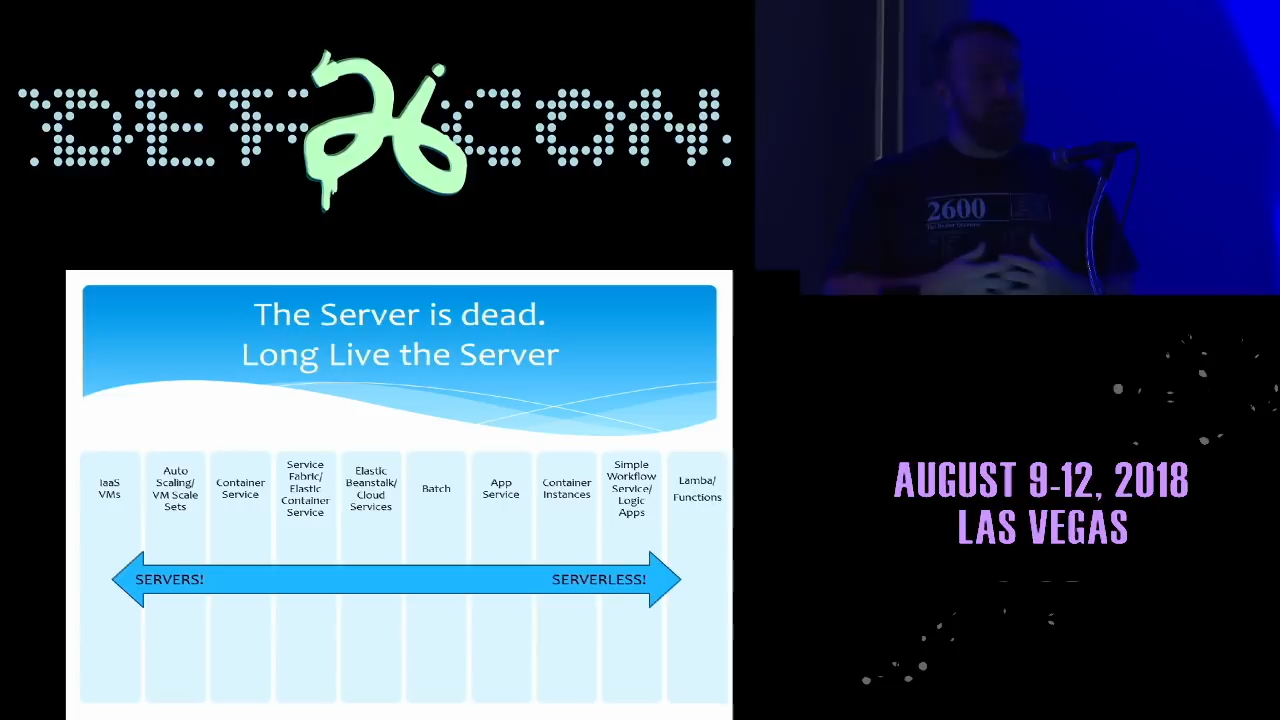 DEF CON
26
2600
The Server is dead.
Long Live the Server
IaaS
VMs
Auto
Scaling/
VM Scale
Sets
Container
Service
Service
Fabric/
Elastic
Container
Service
Elastic
Beanstalk/
Cloud
Services
Batch
App
Service
Container
Instances
Simple
Workflow
Service/
Logic
Apps
Lamba/
Functions
SERVERS!
SERVERLESS!
AUGUST 9-12, 2018
LAS VEGAS